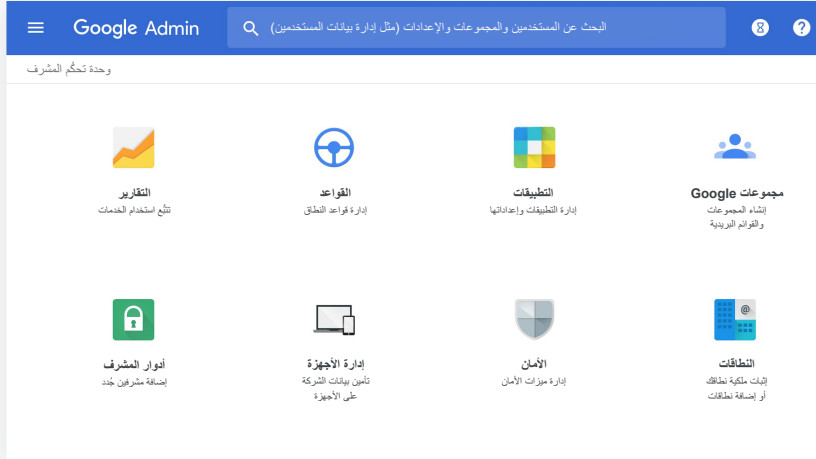 Google Admin
البحث عن المستخدمين والمجموعات والإعدادات (مثل إدارة بيانات المستخدمين)
8
?
وحدة تحكُّم المشرف
مجموعات Google
إنشاء المجموعات
والقوائم البريدية
التطبيقات
إدارة التطبيقات وإعداداتها
القواعد
إدارة قواعد النطاق
التقارير
تتبُّع استخدام الخدمات
@
النطاقات
إثبات ملكية نطاقك
أو إضافة نطاقات
الأمان
إدارة ميزات الأمان
إدارة الأجهزة
تأمين بيانات الشركة
على الأجهزة
أدوار المشرف
إضافة مشرفين جُدد